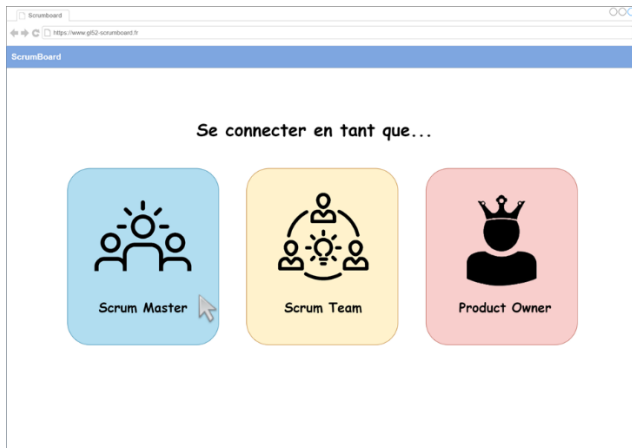 Scrumboard
https://www.gl52-scrumboard.fr
ScrumBoard
Se connecter en tant que...
Scrum Master
Scrum Team
Product Owner